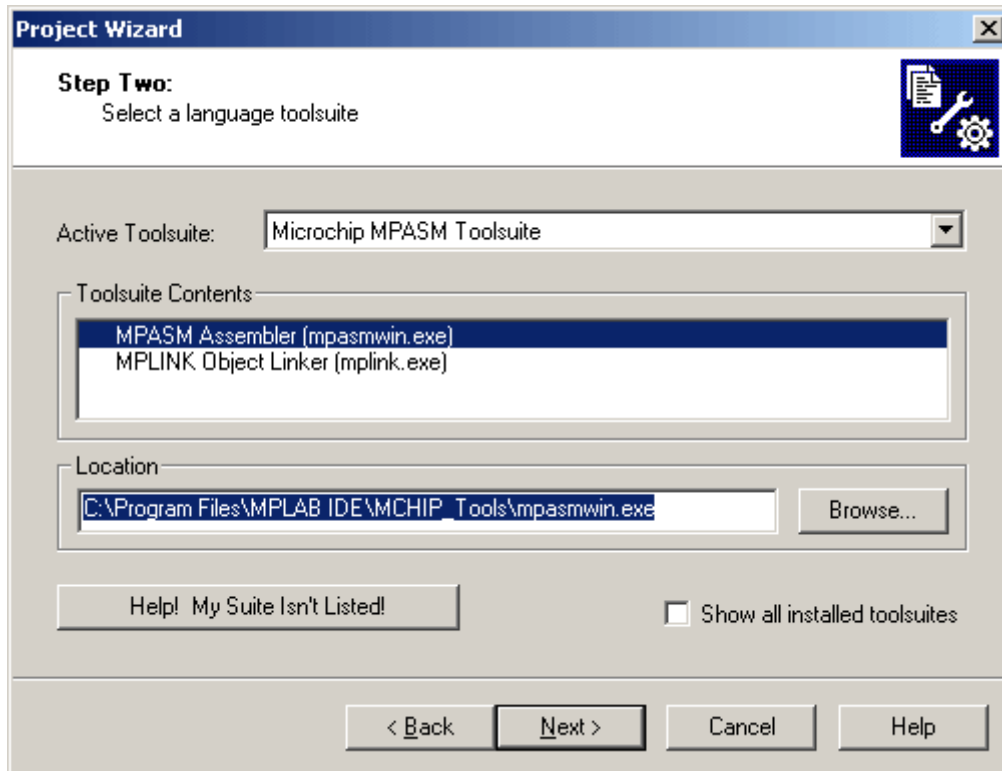 Project Wizard
Step Two:
Select a language toolsuite
Active Toolsuite: Microchip MPASM Toolsuite
Toolsuite Contents
MPASM Assembler (mpasmwin.exe)
MPLINK Object Linker (mplink.exe)
Location
C:\Program Files\MPLAB IDE\MCHIP_Tools\mpasmwin.exe Browse...
Help! My Suite Isn't Listed! Show all installed toolsuites
< Back Next > Cancel Help